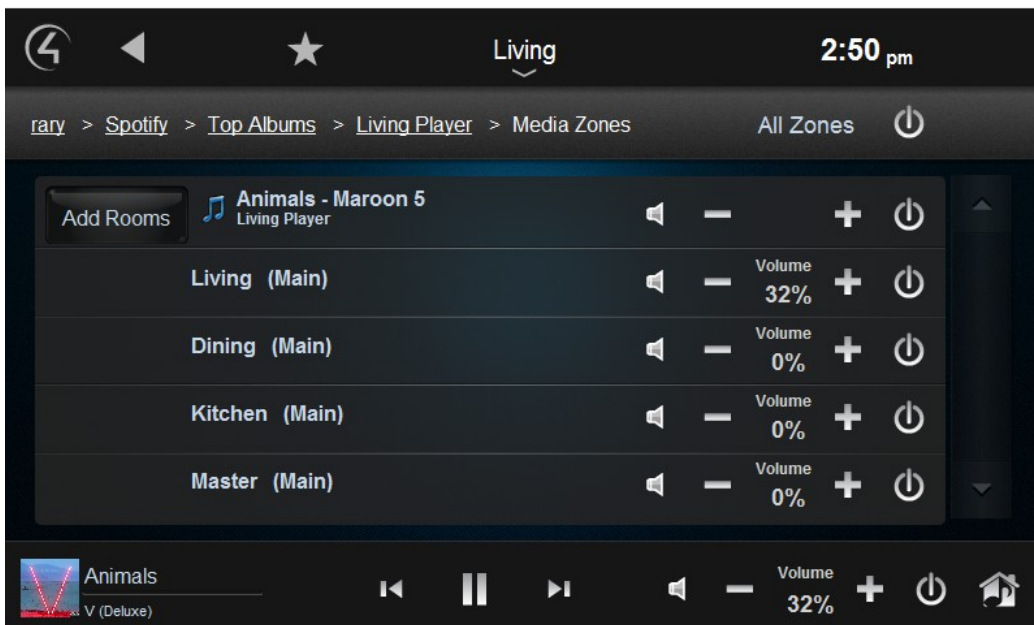 Living
2:50 pm
rary > Spotify > Top Albums > Living Player > Media Zones
All Zones
Add Rooms
Animals - Maroon 5
Living Player
Living (Main)
Volume
32%
Dining (Main)
Volume
0%
Kitchen (Main)
Volume
0%
Master (Main)
Volume
0%
Animals
V (Deluxe)
Volume
32%